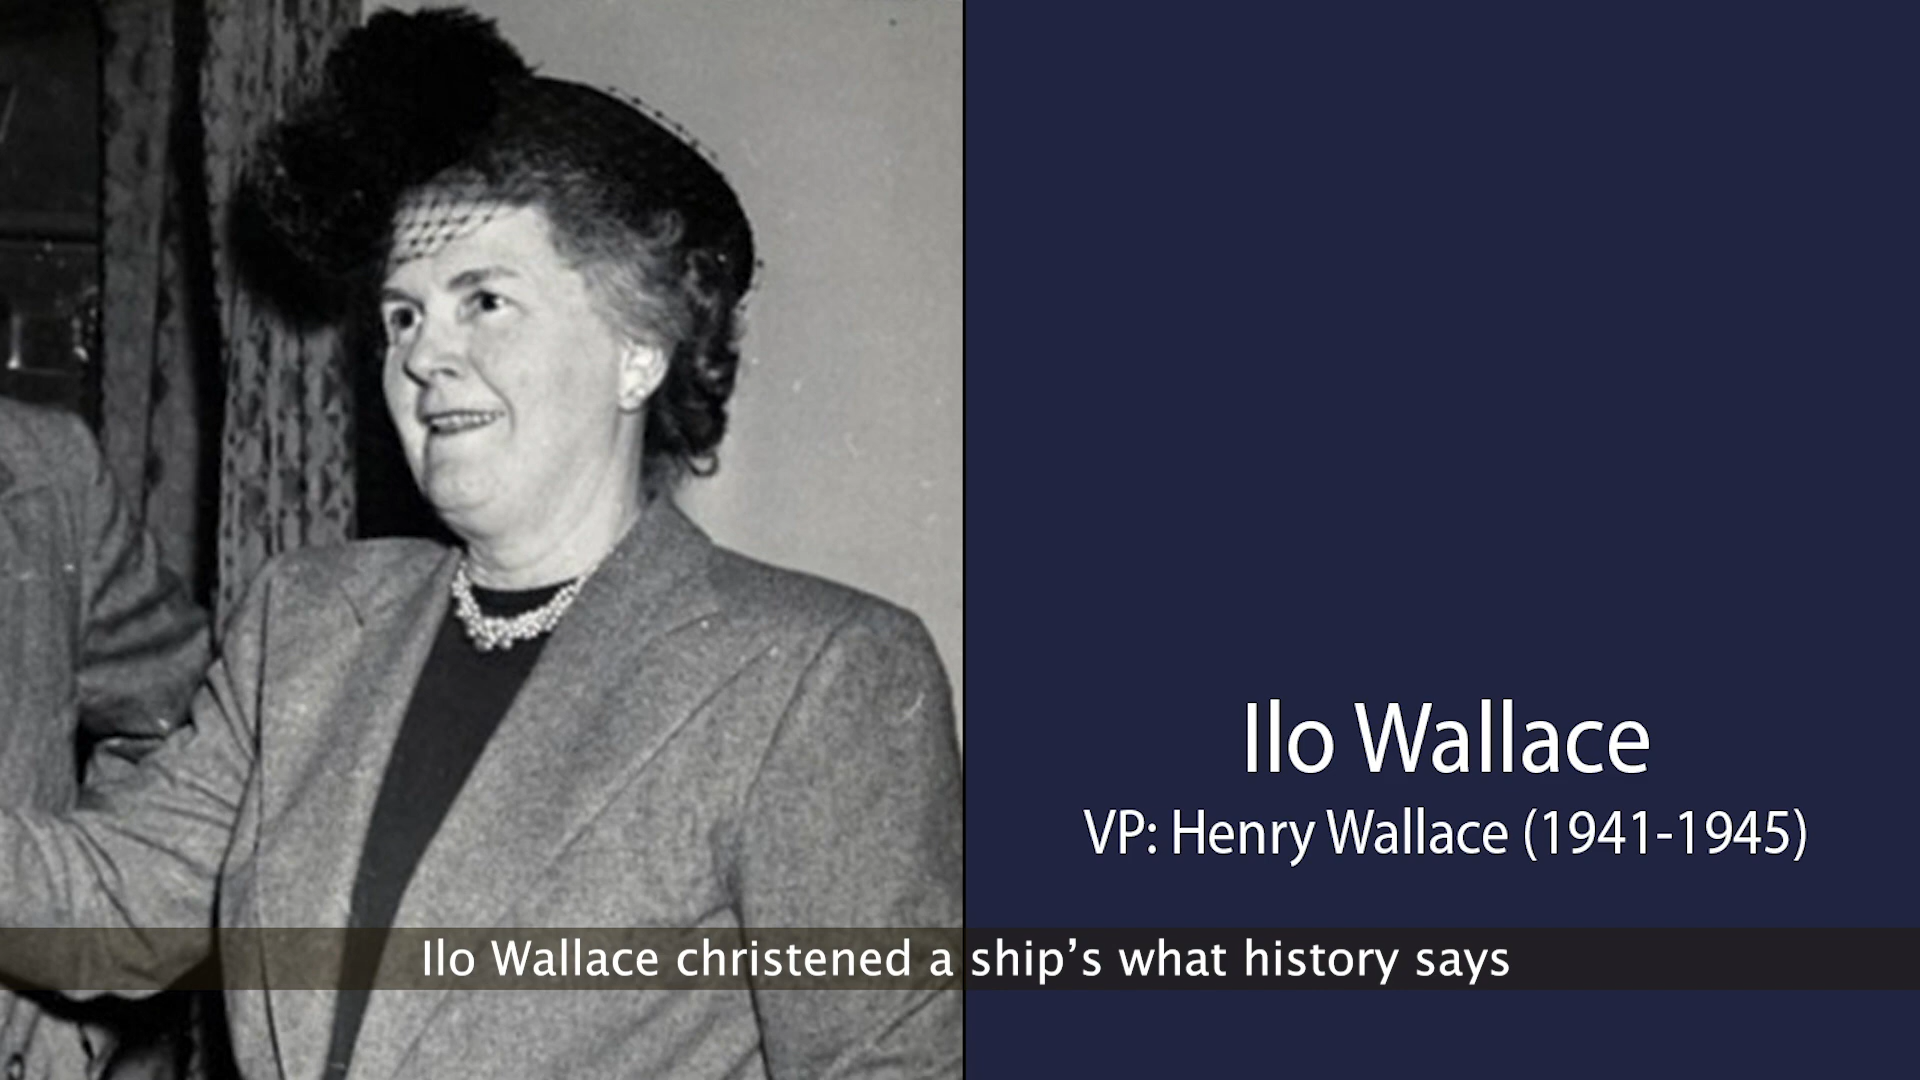 Ilo Wallace
VP: Henry Wallace (1941-1945)
Ilo Wallace christened a ship’s what history says